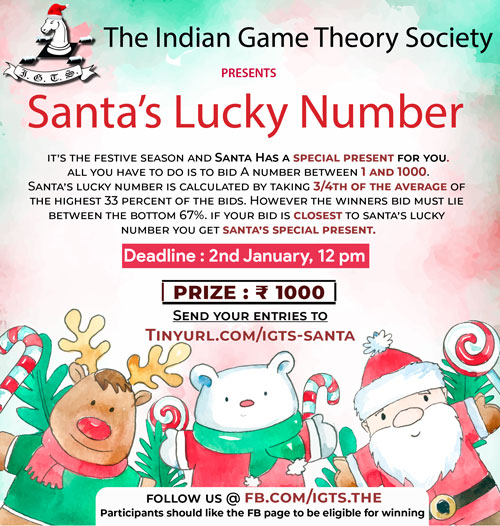 The Indian Game Theory Society
I.G.T.S.
PRESENTS
Santa's Lucky Number
IT'S THE FESTIVE SEASON AND SANTA HAS A SPECIAL PRESENT FOR YOU.
ALL YOU HAVE TO DO IS TO BID A NUMBER BETWEEN 1 AND 1000.
SANTA'S LUCKY NUMBER IS CALCULATED BY TAKING 3/4TH OF THE AVERAGE OF
THE HIGHEST 33 PERCENT OF THE BIDS. HOWEVER THE WINNERS BID MUST LIE
BETWEEN THE BOTTOM 67%. IF YOUR BID IS CLOSEST TO SANTA'S LUCKY
NUMBER YOU GET SANTA'S SPECIAL PRESENT.
Deadline : 2nd January, 12 pm
PRIZE : ₹ 1000
SEND YOUR ENTRIES TO
TINYURL.COM/IGTS-SANTA
FOLLOW US @ FB.COM/IGTS.THE
Participants should like the FB page to be eligible for winning